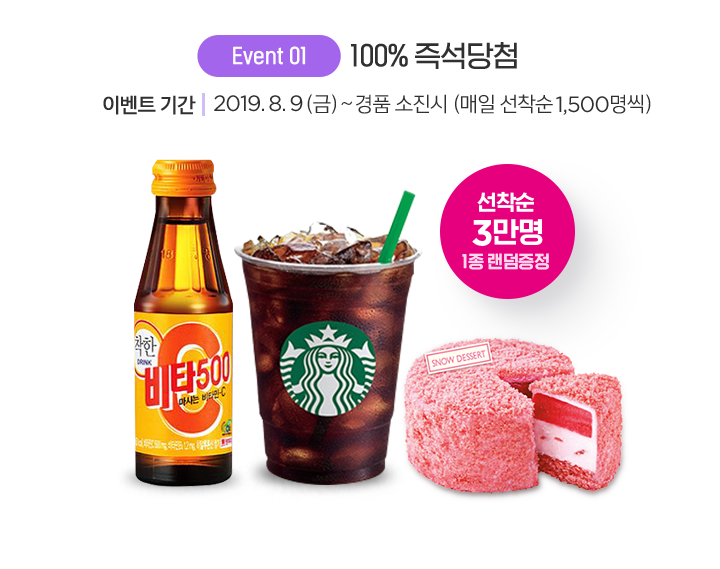 Event 01 100% 즉석당첨
이벤트 기간 2019. 8. 9 (금) ~ 경품 소진시 (매일 선착순 1,500명씩)
선착순
3만명
1종 랜덤증정
착한
DRINK
비타500
마시는 비타민-C
SNOW DESSERT